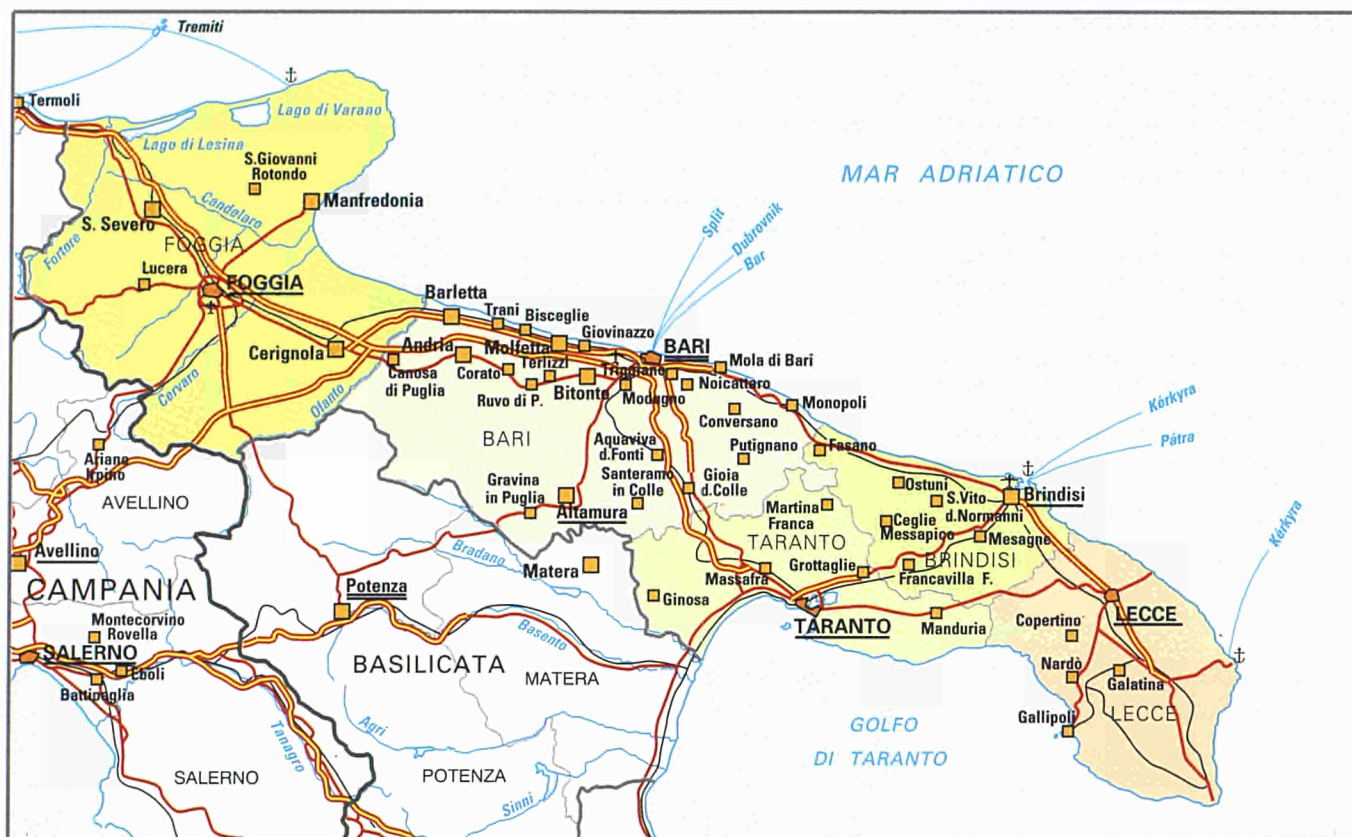 Tremiti
Termoli
Lago di Varano
Lago di Lesina
S.Giovanni
Rotondo
Manfredonia
Candelaro
S. Severo
FOGGIA
Fortore
Lucera
FOGGIA
MAR ADRIATICO
Split
Dubrovnik
Bar
Barletta
Trani
Bisceglie
Giovinazzo
Molfetta
BARI
Cerignola
Andria
Terlizzi
Triggiano
Mola di Bari
Canosa
di Puglia
Corato
Ruvo di P.
Bitonto
Modugno
Noicattaro
Cervaro
Olanto
Conversano
Monopoli
BARI
Aquaviva
d.Fonti
Putignano
Fasano
Kérkyra
Pátra
Ariano
Irpino
AVELLINO
Gravina
in Puglia
Santeramo
in Colle
Gioia
d.Colle
Ostuni
S.Vito
d.Normanni
Brindisi
Altamura
Martina
Franca
Ceglie
Messapico
Mesagne
TARANTO
BRINDISI
Kérkyra
Avellino
Bradano
Matera
Massafra
Grottaglie
Francavilla F.
CAMPANIA
Potenza
Ginosa
TARANTO
Manduria
LECCE
Montecorvino
Rovella
Copertino
SALERNO
Eboli
Battipaglia
BASILICATA
Basento
MATERA
Nardò
Galatina
Gallipoli
LECCE
Agri
Tanagro
SALERNO
POTENZA
Sinni
GOLFO
DI TARANTO